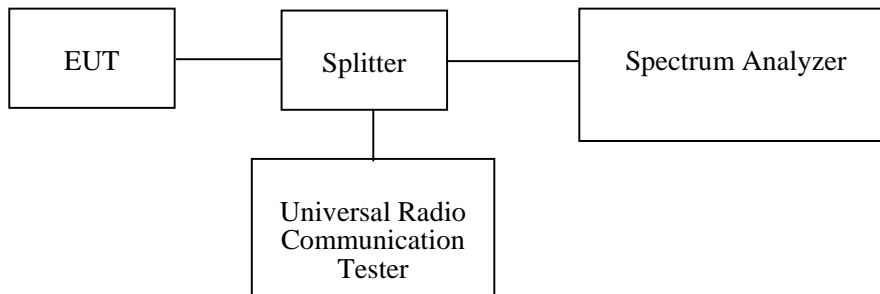 EUT
Splitter
Spectrum Analyzer
Universal Radio
Communication
Tester